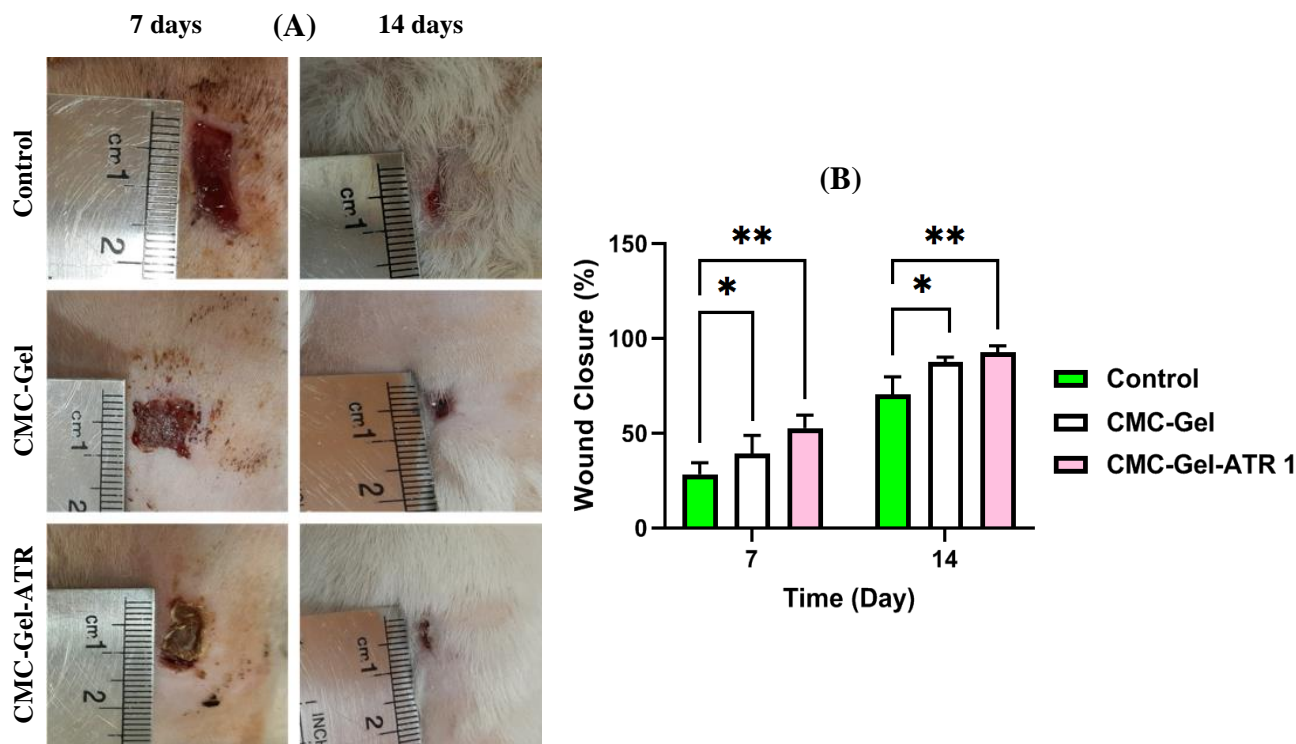 7 days (A) 14 days
Control
cm 1
2
cm 1
CMC-Gel
cm 1
2
cm 1
2
CMC-Gel-ATR
cm 1
2
cm 1
2
INCH
(B)
Wound Closure (%)
150
100
50
0
** **
* *
7 14
Time (Day)
Control
CMC-Gel
CMC-Gel-ATR 1